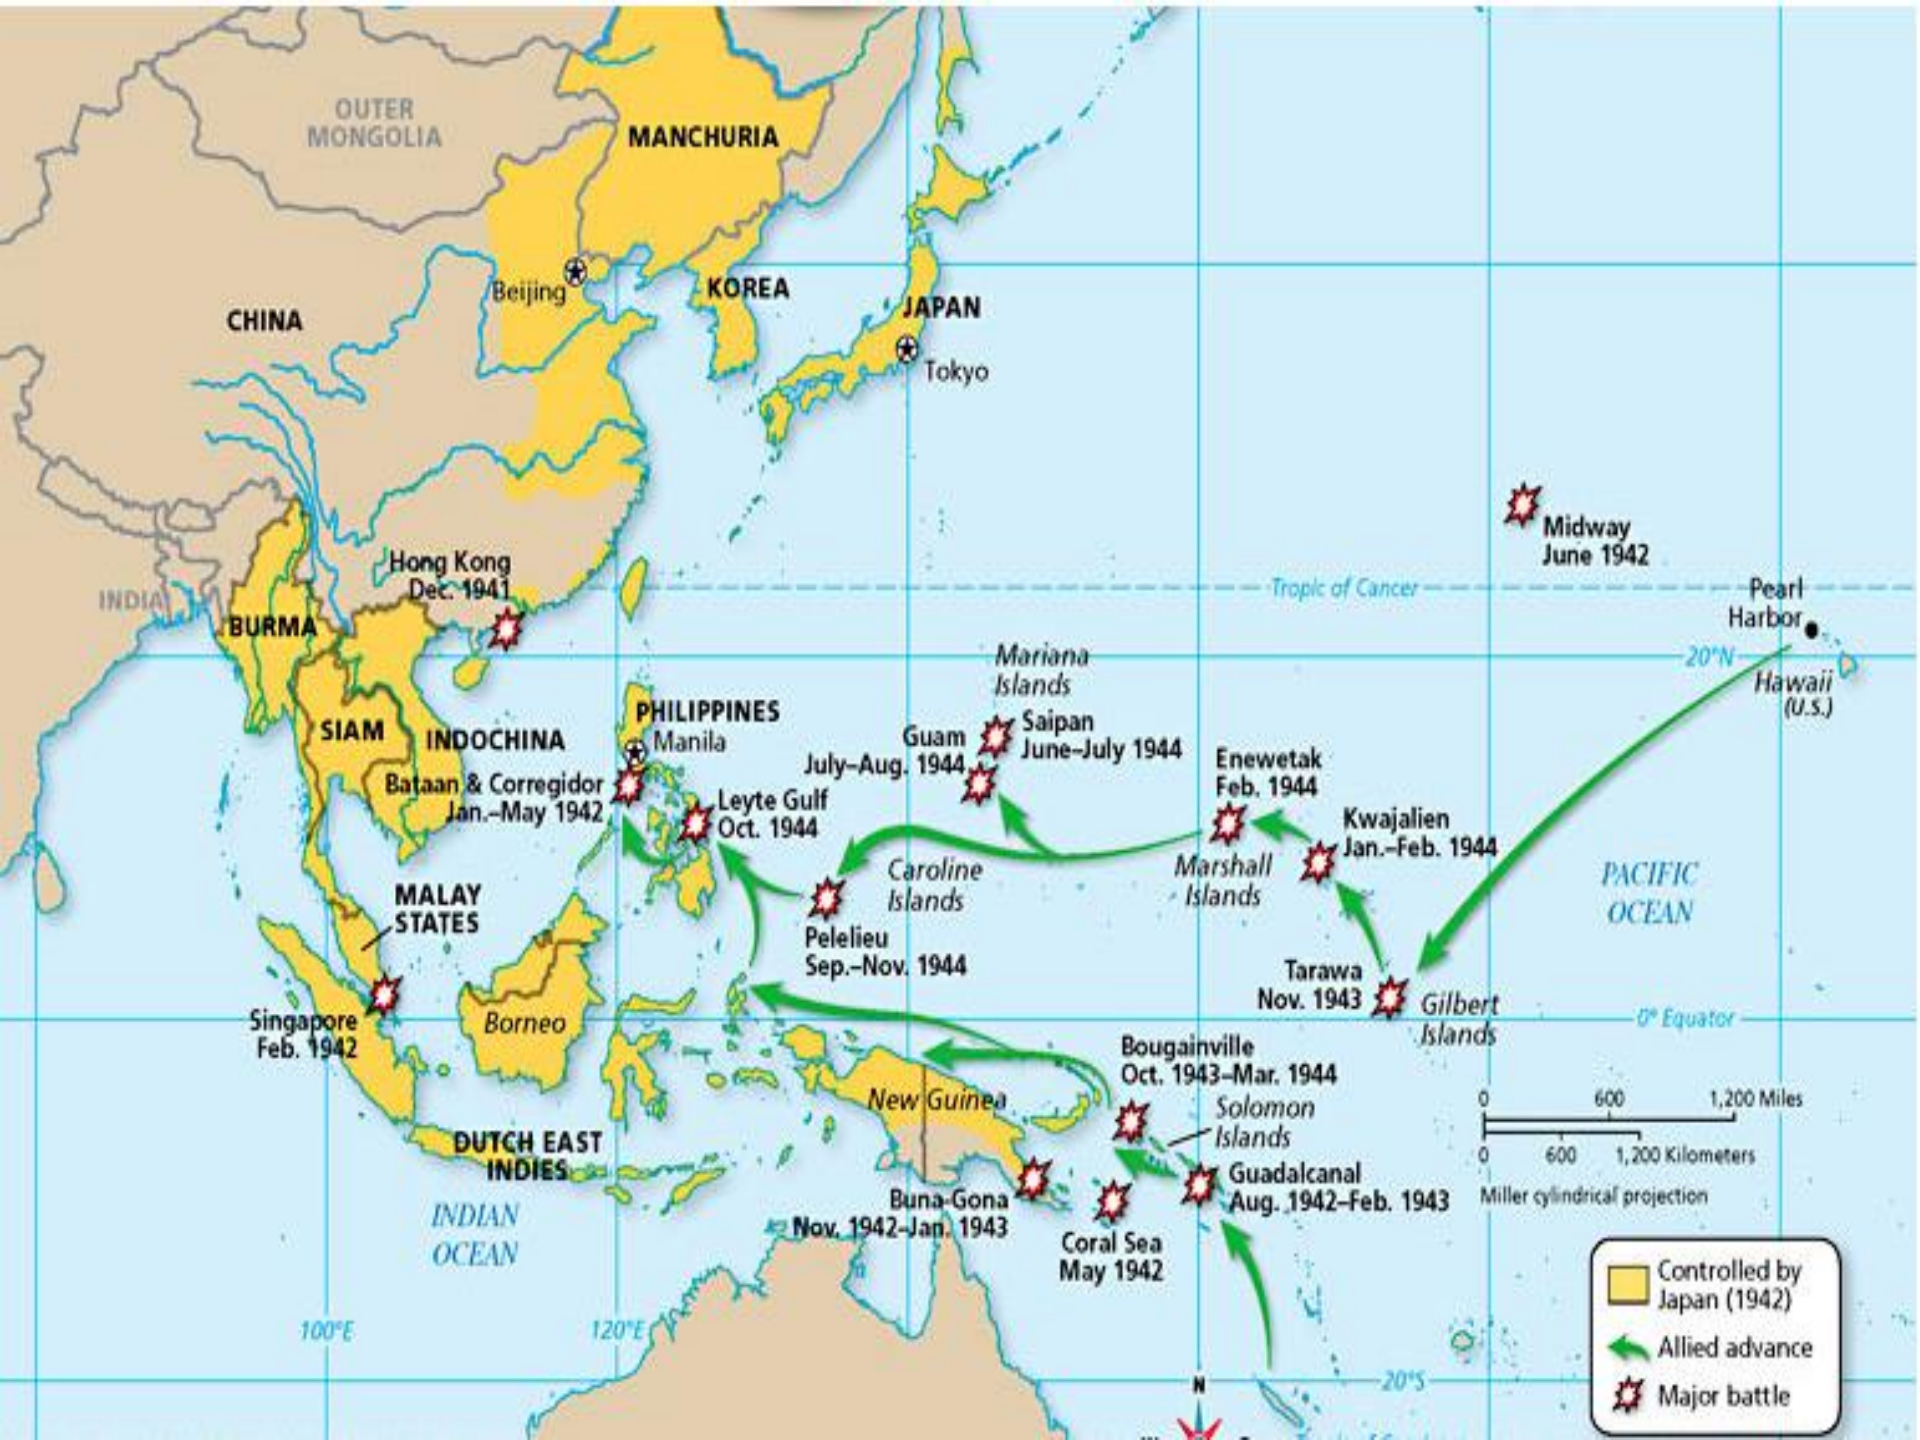 OUTER
MONGOLIA
MANCHURIA
Beijing
KOREA
JAPAN
CHINA
Tokyo
Midway
June 1942
Hong Kong
Dec. 1941
Tropic of Cancer
Pearl
Harbor
INDIA
BURMA
20°N
Hawaii
(U.S.)
Mariana
Islands
PHILIPPINES
Manila
SIAM
INDOCHINA
Guam
July–Aug. 1944
Saipan
June–July 1944
Enewetak
Feb. 1944
Bataan & Corregidor
Jan.–May 1942
Leyte Gulf
Oct. 1944
Kwajalien
Jan.–Feb. 1944
Caroline
Islands
Marshall
Islands
PACIFIC
OCEAN
MALAY
STATES
Pelelieu
Sep.–Nov. 1944
Tarawa
Nov. 1943
Gilbert
Islands
Singapore
Feb. 1942
Borneo
0° Equator
Bougainville
Oct. 1943–Mar. 1944
New Guinea
Solomon
Islands
0 600 1,200 Miles
0 600 1,200 Kilometers
Miller cylindrical projection
DUTCH EAST
INDIES
Buna-Gona
Nov. 1942–Jan. 1943
Guadalcanal
Aug. 1942–Feb. 1943
Coral Sea
May 1942
INDIAN
OCEAN
100°E
120°E
20°S
N
Controlled by
Japan (1942)
Allied advance
Major battle